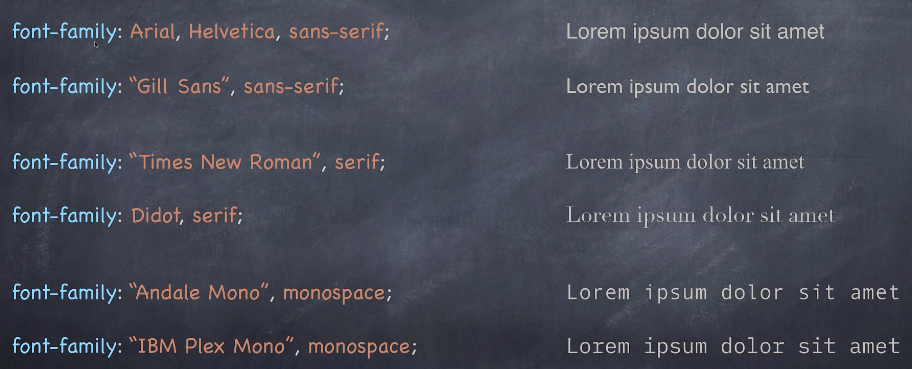 font-family: Arial, Helvetica, sans-serif; Lorem ipsum dolor sit amet
font-family: “Gill Sans”, sans-serif; Lorem ipsum dolor sit amet
font-family: “Times New Roman”, serif; Lorem ipsum dolor sit amet
font-family: Didot, serif; Lorem ipsum dolor sit amet
font-family: “Andale Mono”, monospace; Lorem ipsum dolor sit amet
font-family: “IBM Plex Mono”, monospace; Lorem ipsum dolor sit amet